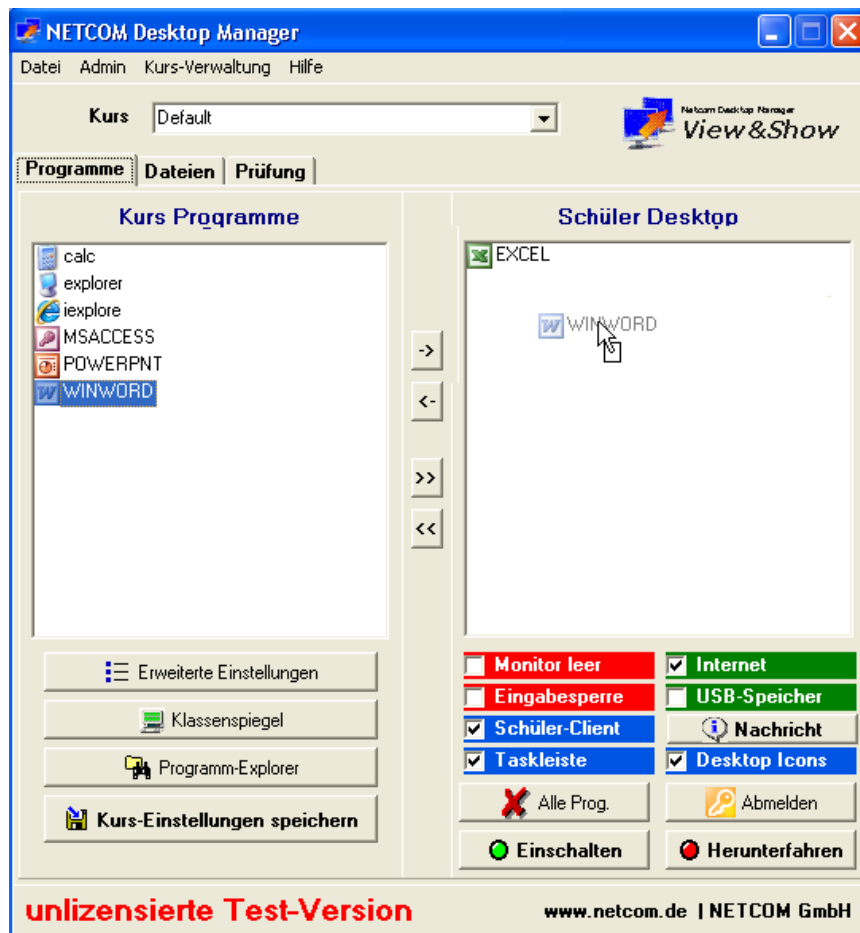 NETCOM Desktop Manager
Datei Admin Kurs-Verwaltung Hilfe
Kurs Default
Netcom Desktop Manager
View&Show
Programme Dateien Prüfung
Kurs Programme
calc
explorer
iexplore
MSACCESS
POWERPNT
WINWORD
->
<-
>>
<<
Schüler Desktop
EXCEL
WINWORD
Erweiterte Einstellungen
Klassenspiegel
Programm-Explorer
Kurs-Einstellungen speichern
Monitor leer Internet
Eingabesperre USB-Speicher
Schüler-Client Nachricht
Taskleiste Desktop Icons
Alle Prog. Abmelden
Einschalten Herunterfahren
unlizensierte Test-Version www.netcom.de | NETCOM GmbH